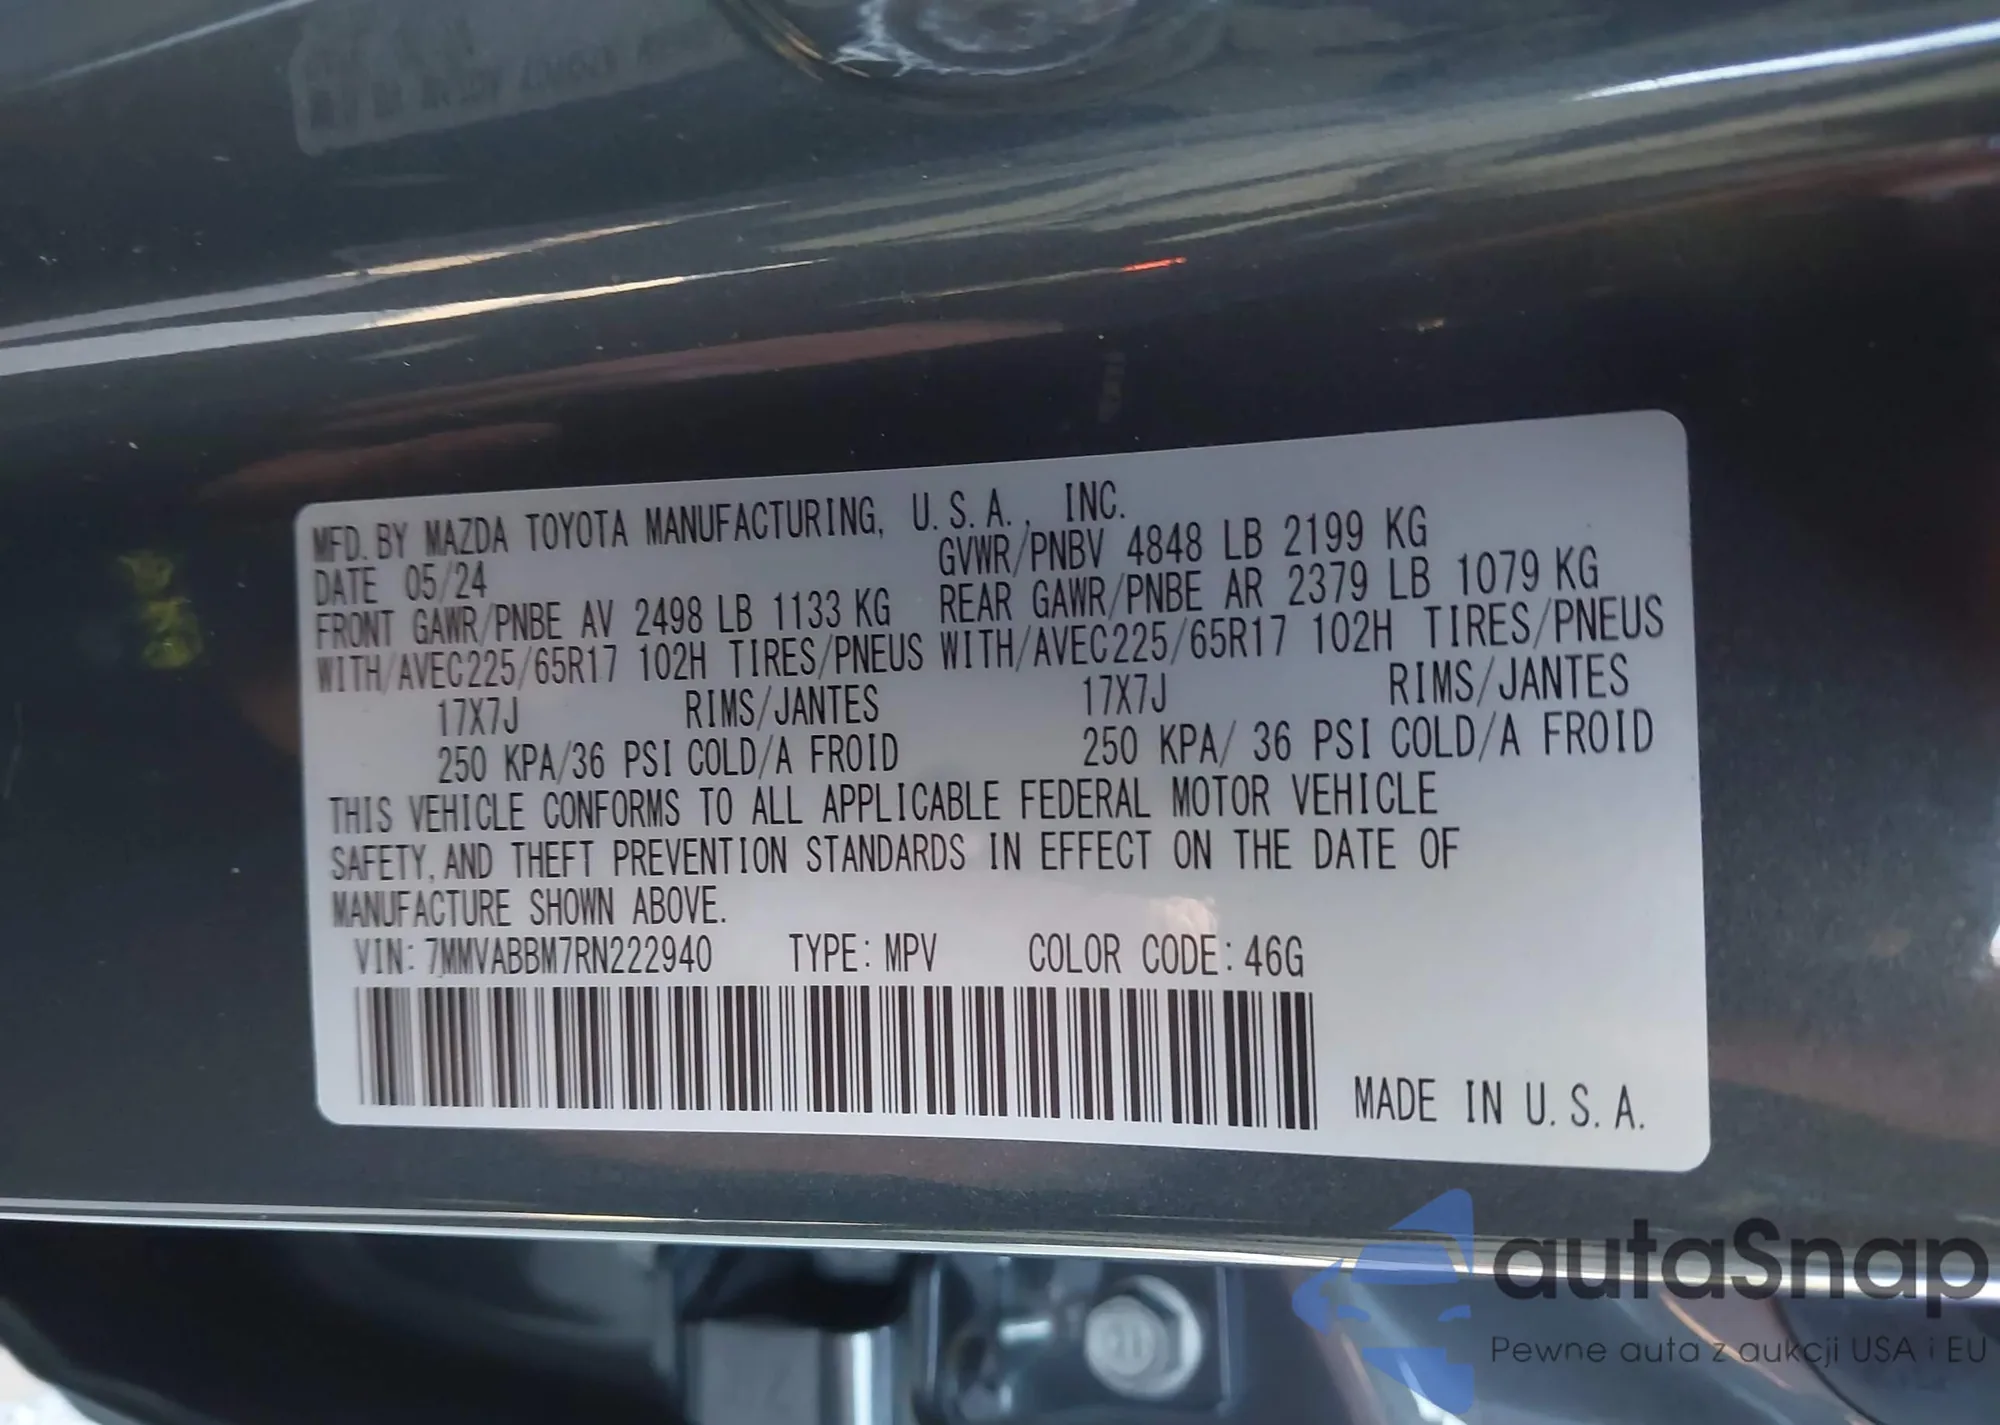 MFD. BY MAZDA TOYOTA MANUFACTURING, U.S.A., INC.
DATE 05/24 GVWR/PNBV 4848 LB 2199 KG
FRONT GAWR/PNBE AV 2498 LB 1133 KG REAR GAWR/PNBE AR 2379 LB 1079 KG
WITH/AVEC225/65R17 102H TIRES/PNEUS WITH/AVEC225/65R17 102H TIRES/PNEUS
17X7J RIMS/JANTES 17X7J RIMS/JANTES
250 KPA/36 PSI COLD/A FROID 250 KPA/ 36 PSI COLD/A FROID
THIS VEHICLE CONFORMS TO ALL APPLICABLE FEDERAL MOTOR VEHICLE
SAFETY, AND THEFT PREVENTION STANDARDS IN EFFECT ON THE DATE OF
MANUFACTURE SHOWN ABOVE.
VIN: 7MMVABBM7RN222940 TYPE: MPV COLOR CODE: 46G
MADE IN U.S.A.
autoSnap
Pewne auta z aukcji USA i EU